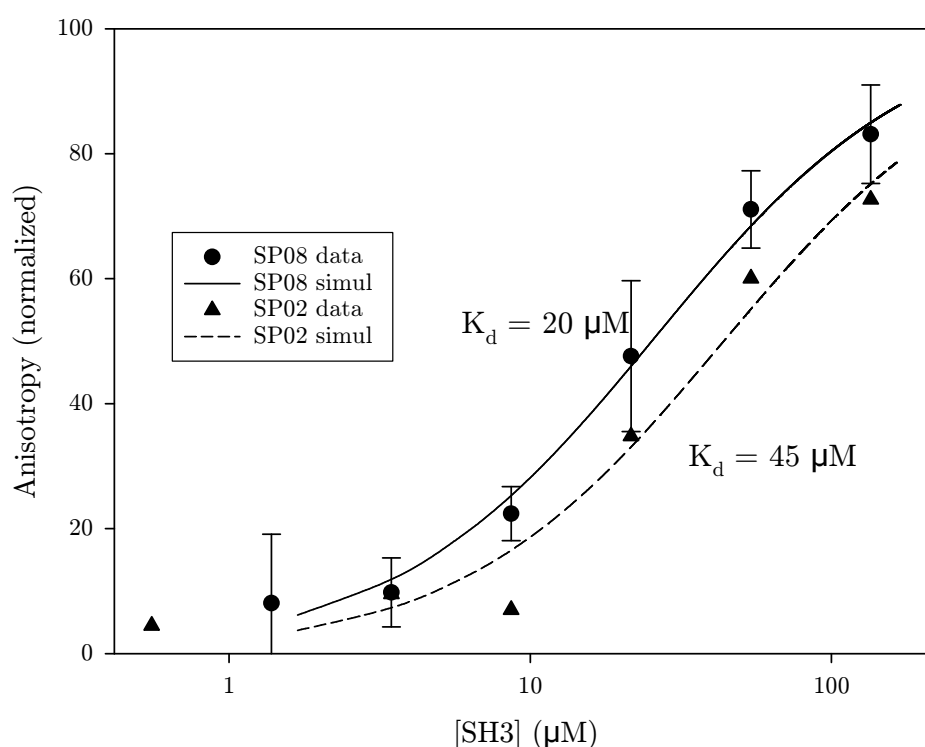 100
80
60
40
20
0
Anisotropy (normalized)
SP08 data
SP08 simul
SP02 data
SP02 simul
K_d = 20 μM
K_d = 45 μM
1
10
100
[SH3] (μM)